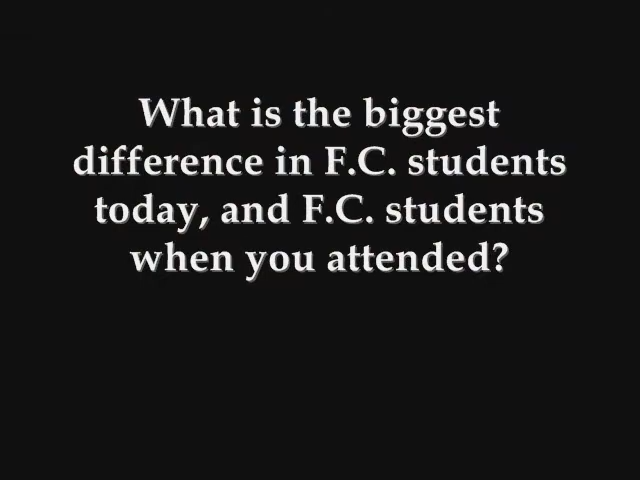 What is the biggest
difference in F.C. students
today, and F.C. students
when you attended?